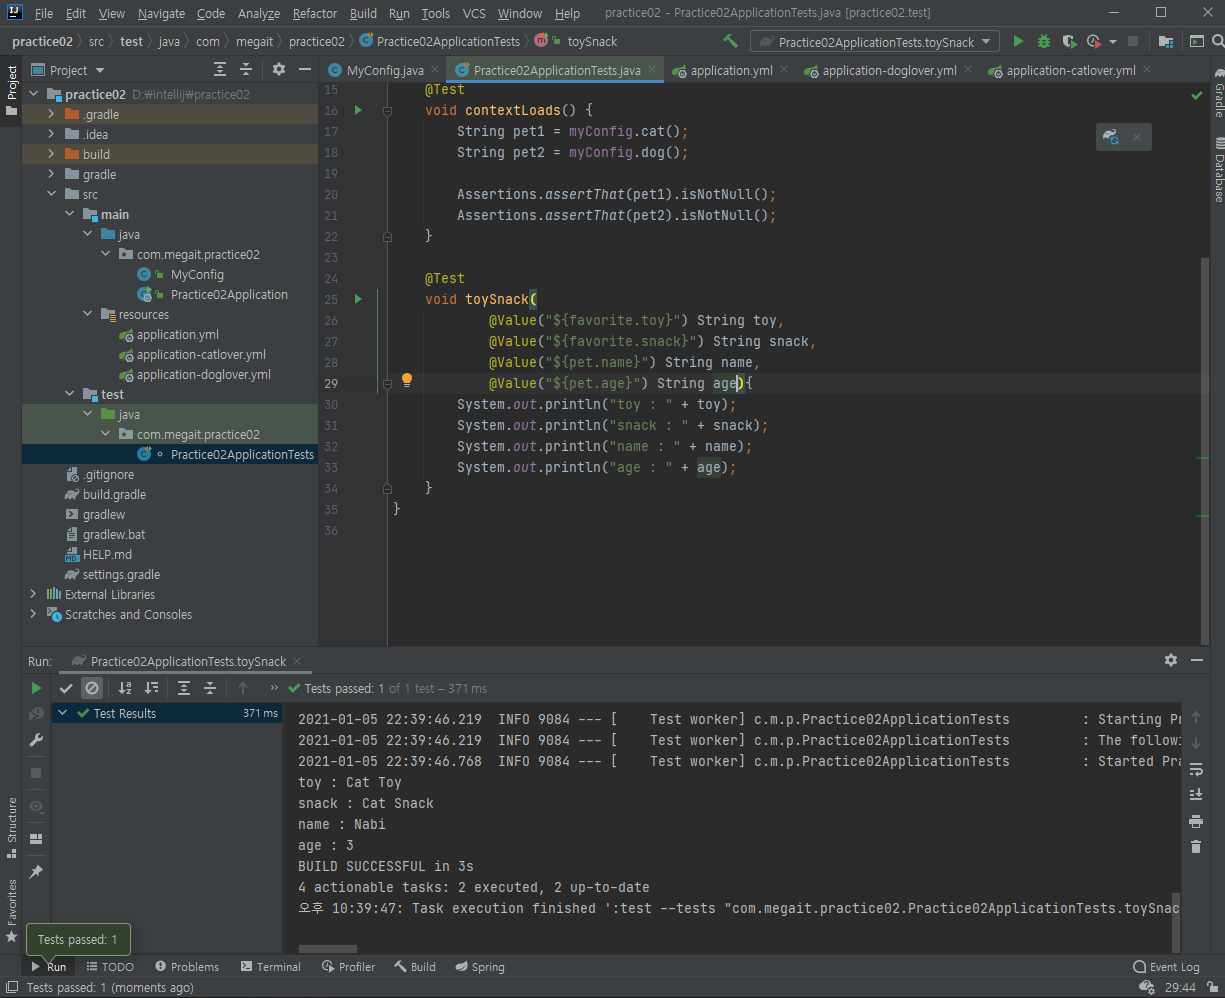 File Edit View Navigate Code Analyze Refactor Build Run Tools VCS Window Help practice02 - Practice02ApplicationTests.java [practice02.test]
practice02 src test java com megait practice02 Practice02ApplicationTests toySnack Practice02ApplicationTests.toySnack
Project
Project
MyConfig.java Practice02ApplicationTests.java application.yml application-doglover.yml application-catlover.yml
practice02 D:₩intellij₩practice02
.gradle
.idea
build
gradle
src
main
java
com.megait.practice02
MyConfig
Practice02Application
resources
application.yml
application-catlover.yml
application-doglover.yml
test
java
com.megait.practice02
Practice02ApplicationTests
.gitignore
build.gradle
gradlew
gradlew.bat
HELP.md
settings.gradle
External Libraries
Scratches and Consoles
15 @Test
16 void contextLoads() {
17 String pet1 = myConfig.cat();
18 String pet2 = myConfig.dog();
19
20 Assertions.assertThat(pet1).isNotNull();
21 Assertions.assertThat(pet2).isNotNull();
22 }
23
24 @Test
25 void toySnack(
26 @Value("${favorite.toy}") String toy,
27 @Value("${favorite.snack}") String snack,
28 @Value("${pet.name}") String name,
29 @Value("${pet.age}") String age){
30 System.out.println("toy : " + toy);
31 System.out.println("snack : " + snack);
32 System.out.println("name : " + name);
33 System.out.println("age : " + age);
34 }
35 }
36
Gradle
Database
Run: Practice02ApplicationTests.toySnack
Tests passed: 1 of 1 test – 371 ms
Test Results 371 ms
2021-01-05 22:39:46.219 INFO 9084 --- [ Test worker] c.m.p.Practice02ApplicationTests : Starting Pr
2021-01-05 22:39:46.219 INFO 9084 --- [ Test worker] c.m.p.Practice02ApplicationTests : The followi
2021-01-05 22:39:46.768 INFO 9084 --- [ Test worker] c.m.p.Practice02ApplicationTests : Started Pra
toy : Cat Toy
snack : Cat Snack
name : Nabi
age : 3
BUILD SUCCESSFUL in 3s
4 actionable tasks: 2 executed, 2 up-to-date
오후 10:39:47: Task execution finished ':test --tests "com.megait.practice02.Practice02ApplicationTests.toySnac
Structure
Favorites
Tests passed: 1
Run TODO Problems Terminal Profiler Build Spring Event Log
Tests passed: 1 (moments ago) 29:44